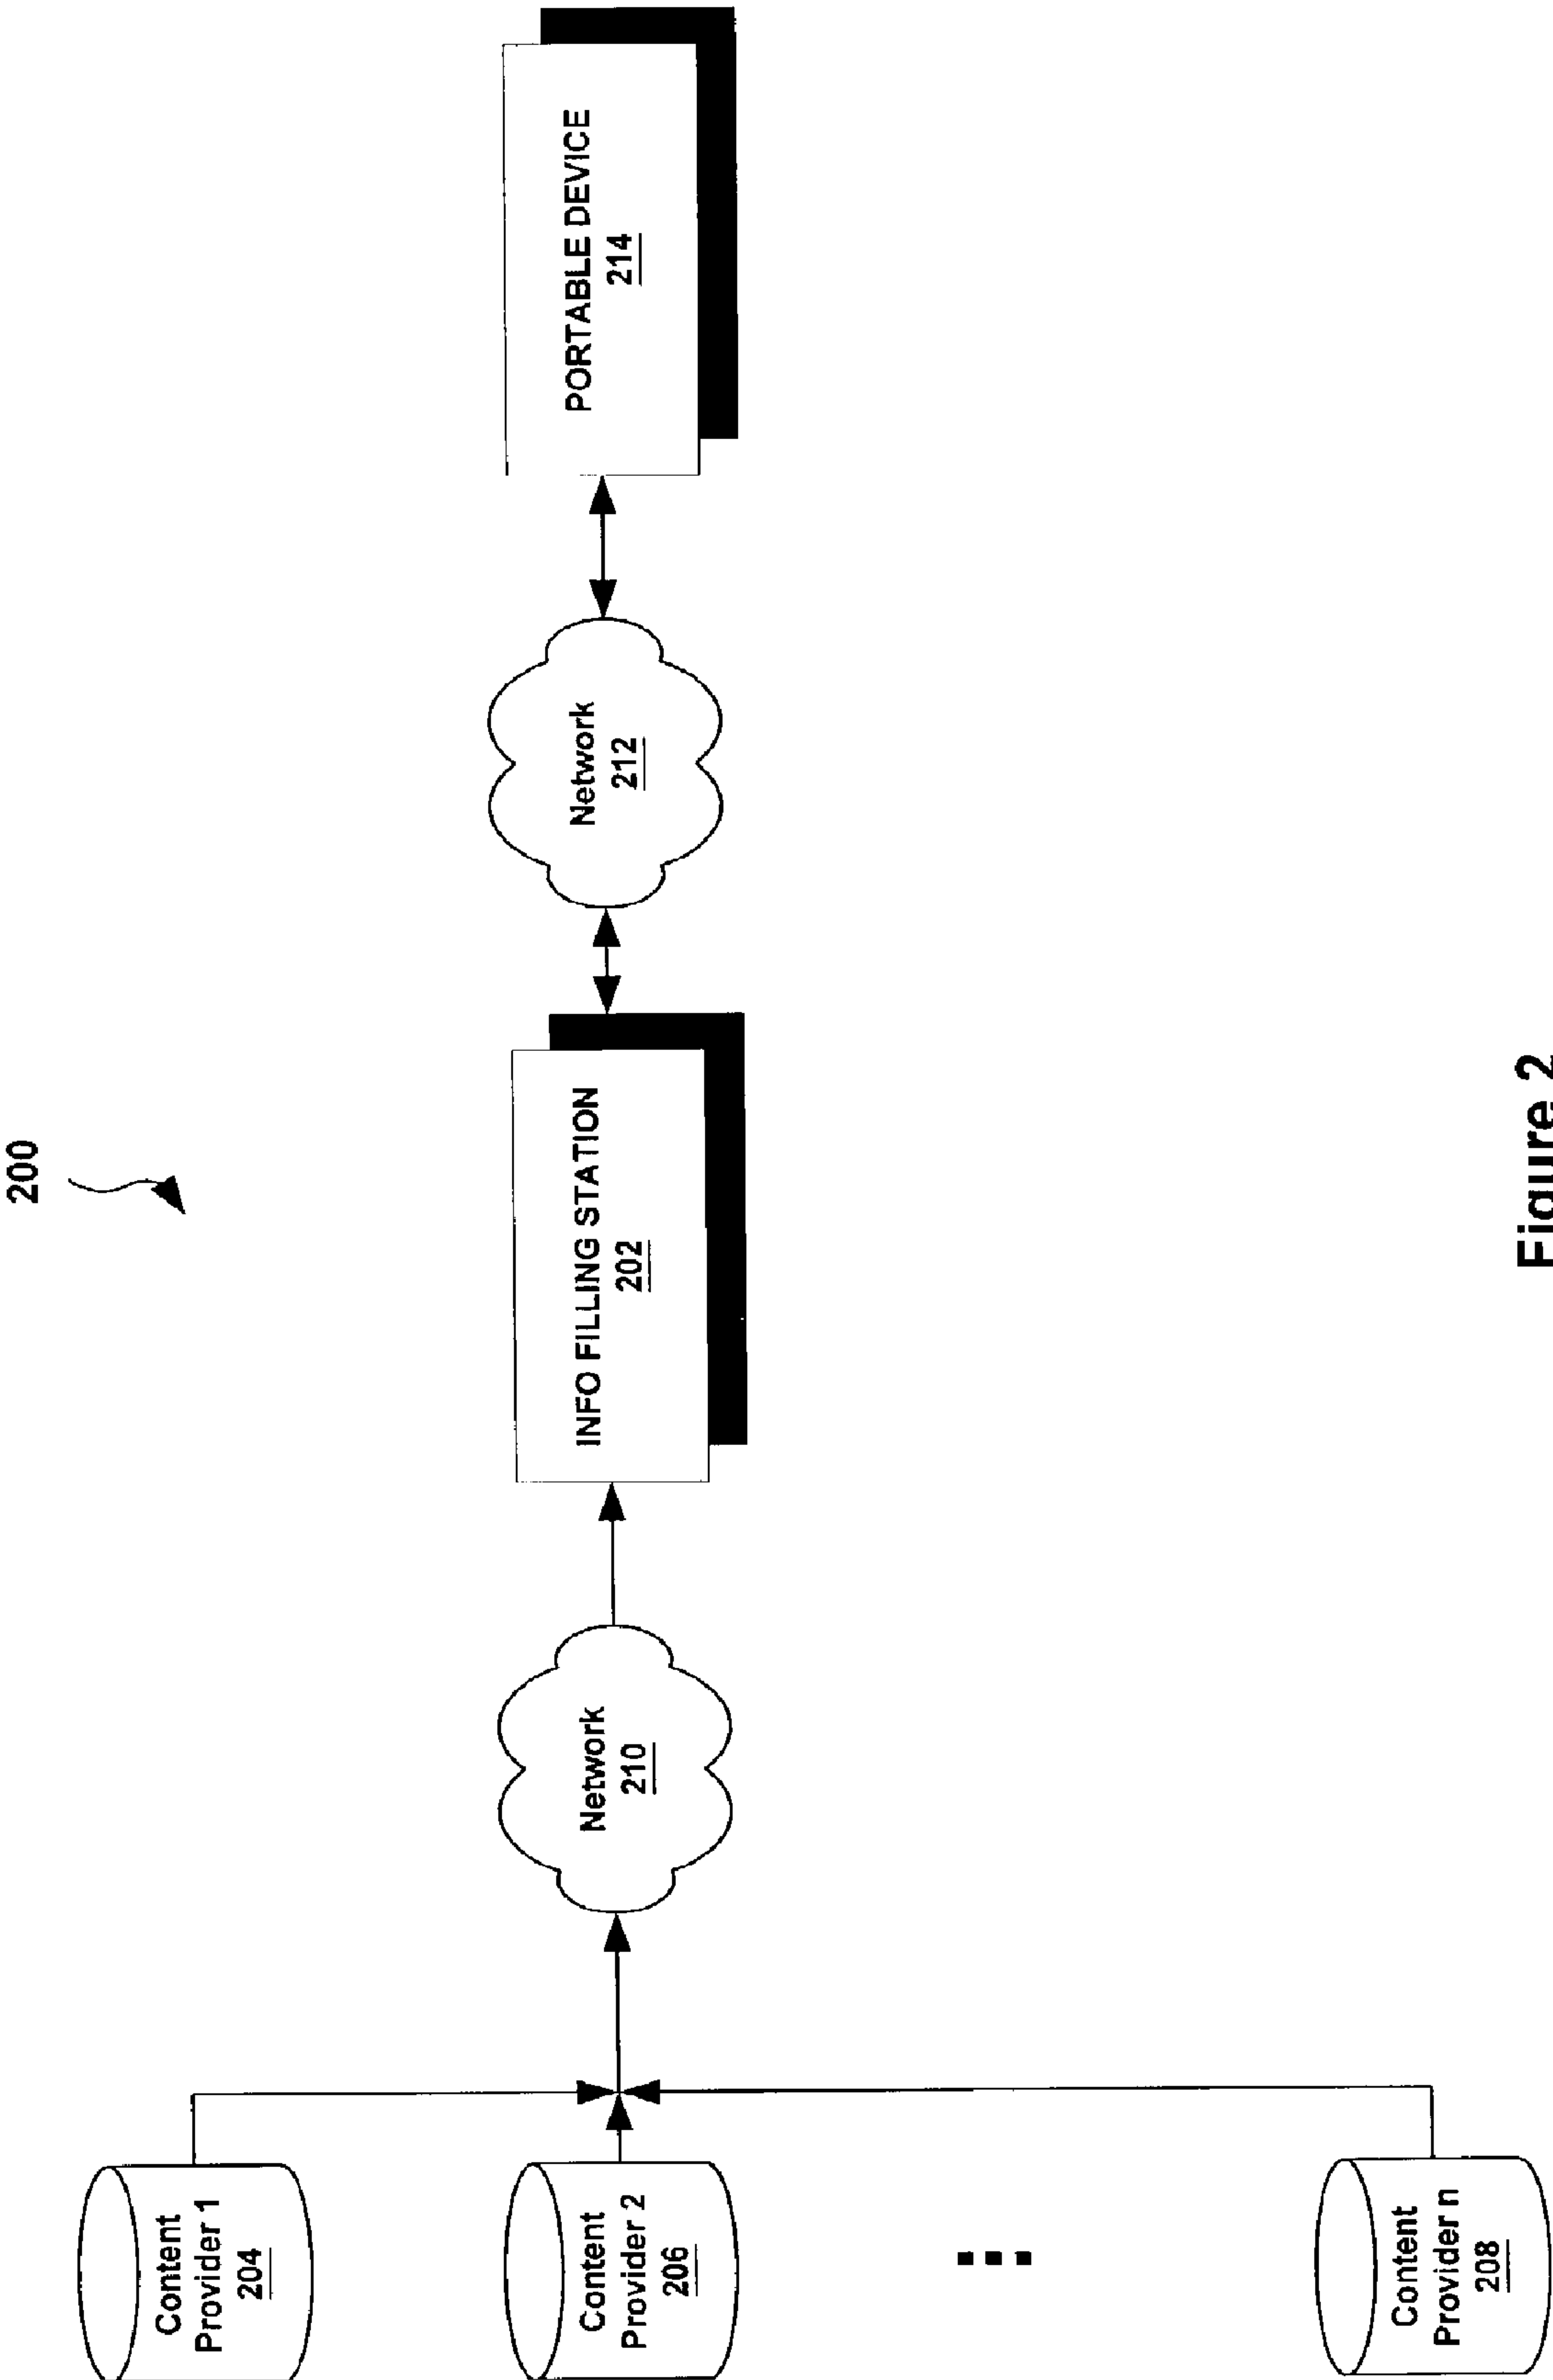 200
Content
Provider 1
204
Content
Provider 2
206
Content
Provider n
208
Network
210
INFO FILLING STATION
202
Network
212
PORTABLE DEVICE
214
Figure 2